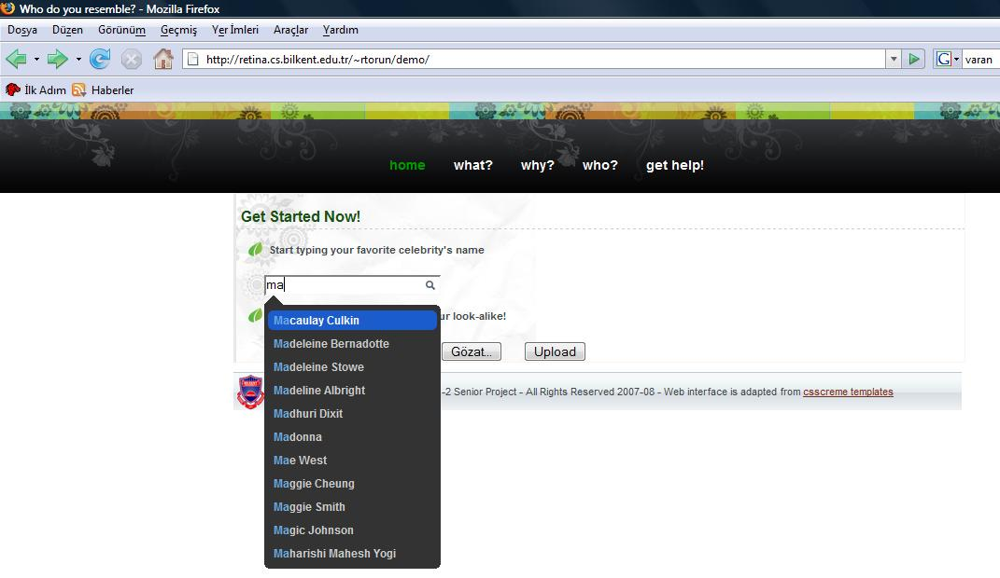 Who do you resemble? - Mozilla Firefox
Dosya Düzen Görünüm Geçmiş Yer İmleri Araçlar Yardım
http://retina.cs.bilkent.edu.tr/~rtorun/demo/ G varan
İlk Adım Haberler
home what? why? who? get help!
Get Started Now!
Start typing your favorite celebrity's name
ma
ur look-alike!
Macaulay Culkin
Madeleine Bernadotte
Gözat... Upload
Madeleine Stowe
Madeline Albright
-2 Senior Project - All Rights Reserved 2007-08 - Web interface is adapted from csscreme templates
Madhuri Dixit
Madonna
Mae West
Maggie Cheung
Maggie Smith
Magic Johnson
Maharishi Mahesh Yogi